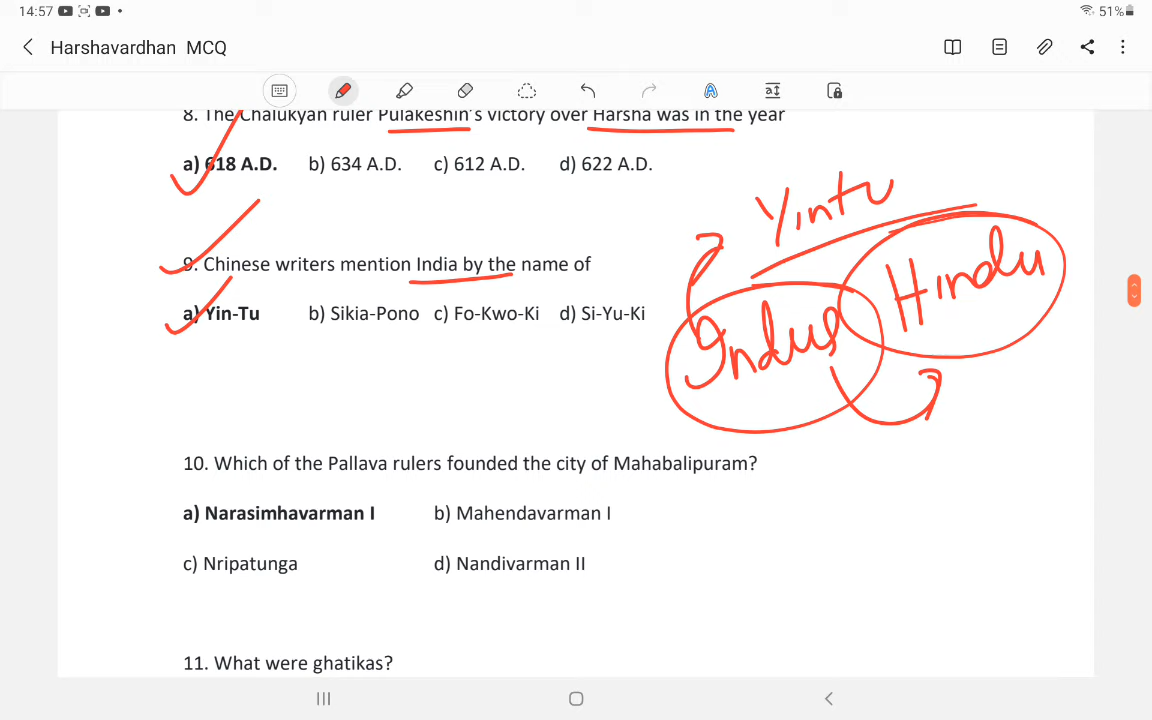 14:57 51%
Harshavardhan MCQ
8. The Chalukyan ruler Pulakeshin's victory over Harsha was in the year
a) 618 A.D. b) 634 A.D. c) 612 A.D. d) 622 A.D.
Yintu
9. Chinese writers mention India by the name of
Hindu
a) Yin-Tu b) Sikia-Pono c) Fo-Kwo-Ki d) Si-Yu-Ki
Indus
10. Which of the Pallava rulers founded the city of Mahabalipuram?
a) Narasimhavarman I b) Mahendavarman I
c) Nripatunga d) Nandivarman II
11. What were ghatikas?